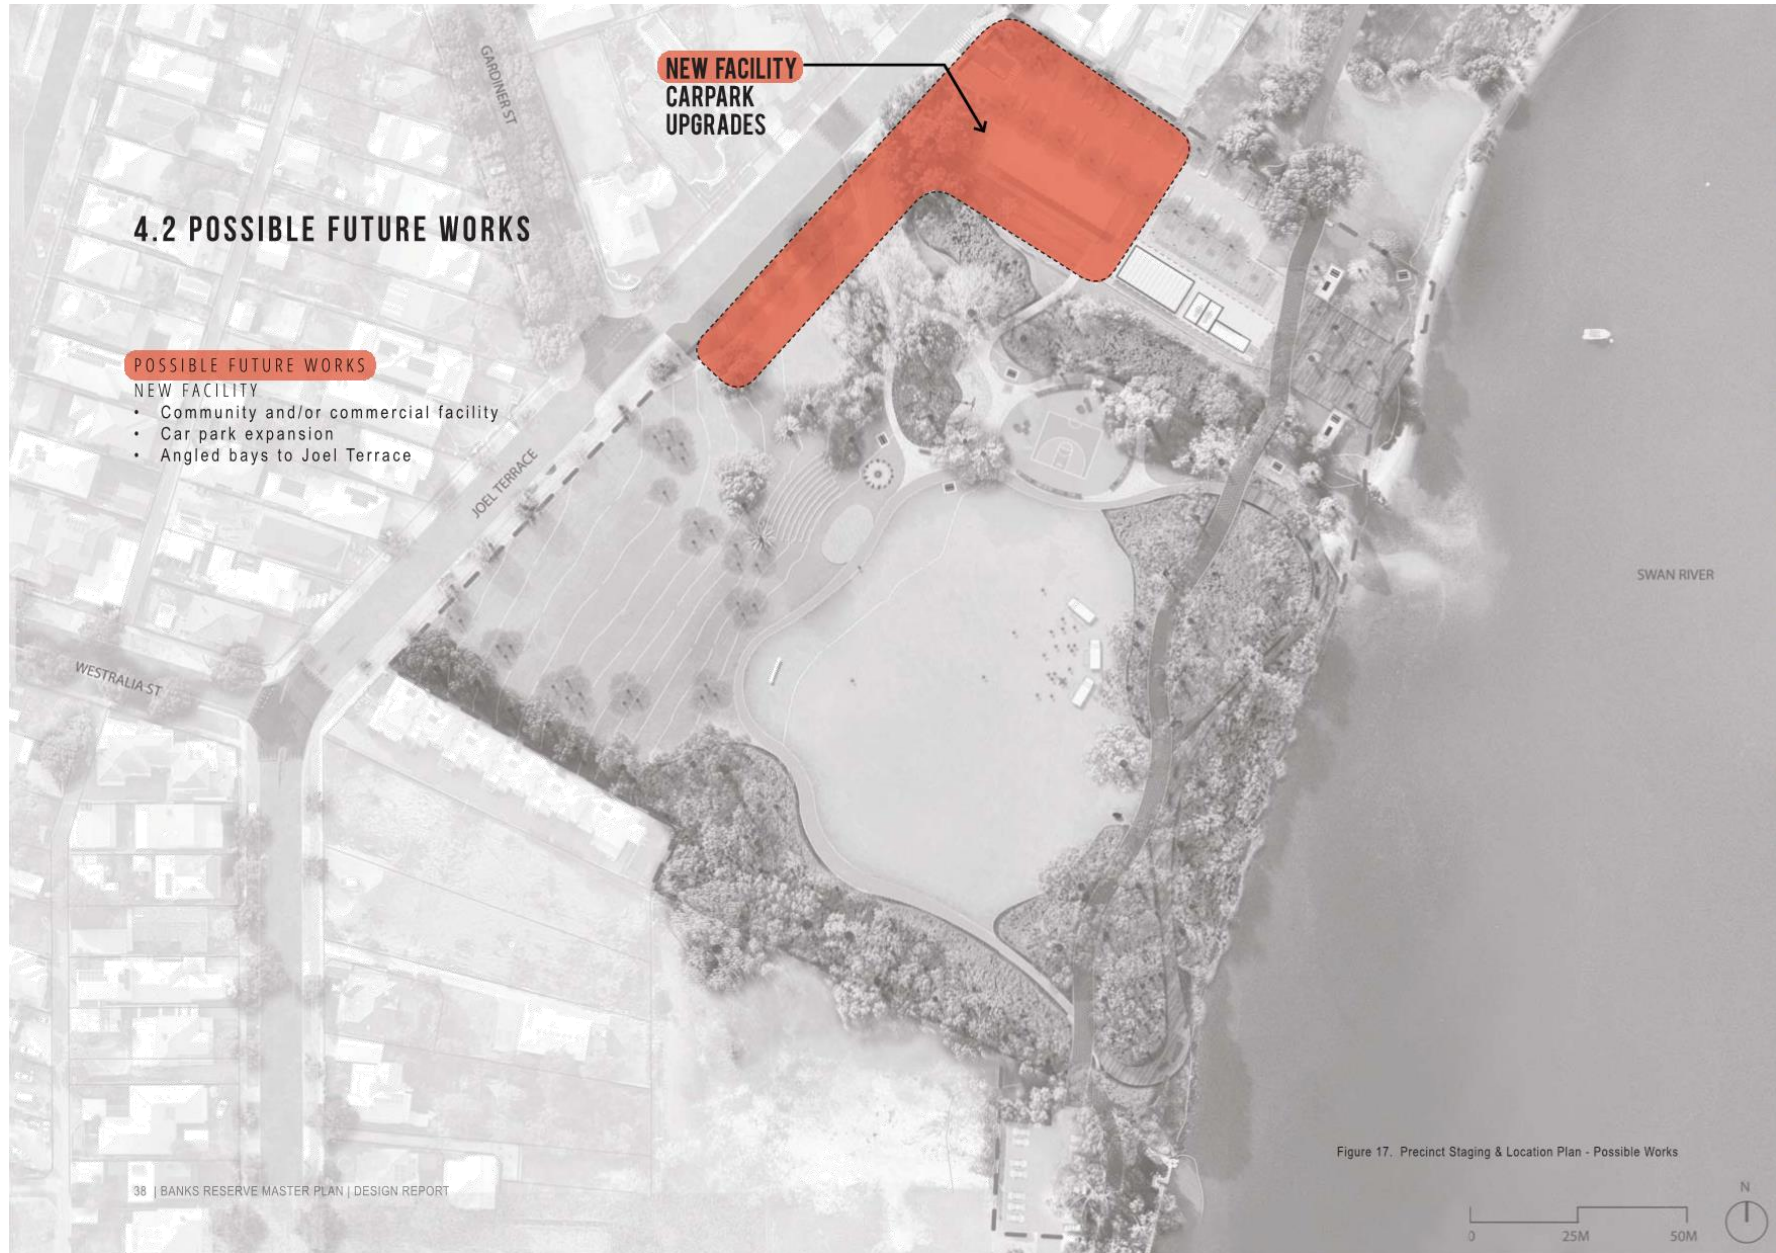 NEW FACILITY
CARPARK
UPGRADES
GARDINER ST
4.2 POSSIBLE FUTURE WORKS
POSSIBLE FUTURE WORKS
NEW FACILITY
• Community and/or commercial facility
• Car park expansion
• Angled bays to Joel Terrace
JOEL TERRACE
SWAN RIVER
WESTRALIA ST
Figure 17. Precinct Staging & Location Plan - Possible Works
38 | BANKS RESERVE MASTER PLAN | DESIGN REPORT
N
0 25M 50M